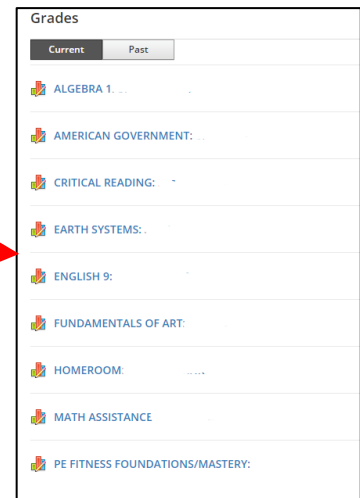 Grades
Current Past
ALGEBRA 1.
AMERICAN GOVERNMENT:
CRITICAL READING:
EARTH SYSTEMS:
ENGLISH 9:
FUNDAMENTALS OF ART:
HOMEROOM:
MATH ASSISTANCE
PE FITNESS FOUNDATIONS/MASTERY: